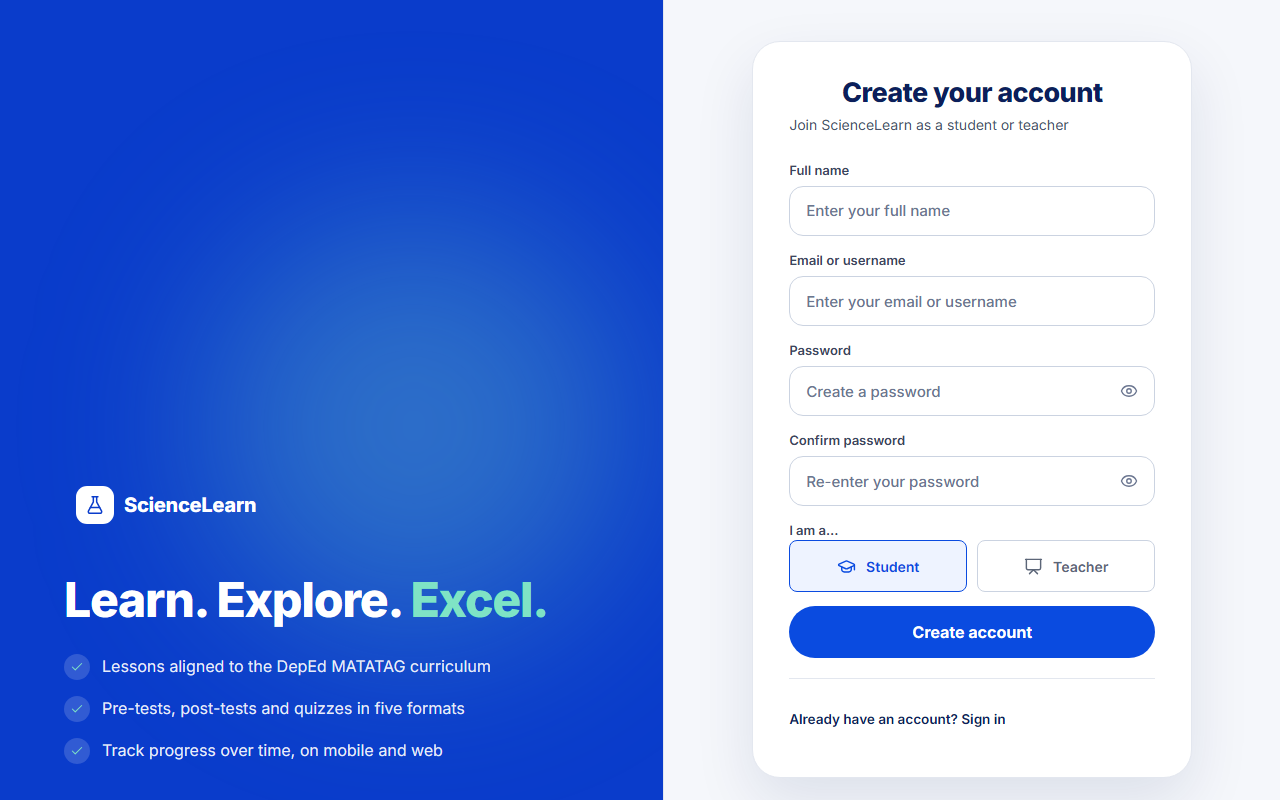 ScienceLearn
Learn. Explore. Excel.
Lessons aligned to the DepEd MATATAG curriculum
Pre-tests, post-tests and quizzes in five formats
Track progress over time, on mobile and web
Create your account
Join ScienceLearn as a student or teacher
Full name
Enter your full name
Email or username
Enter your email or username
Password
Create a password
Confirm password
Re-enter your password
I am a...
Student
Teacher
Create account
Already have an account? Sign in